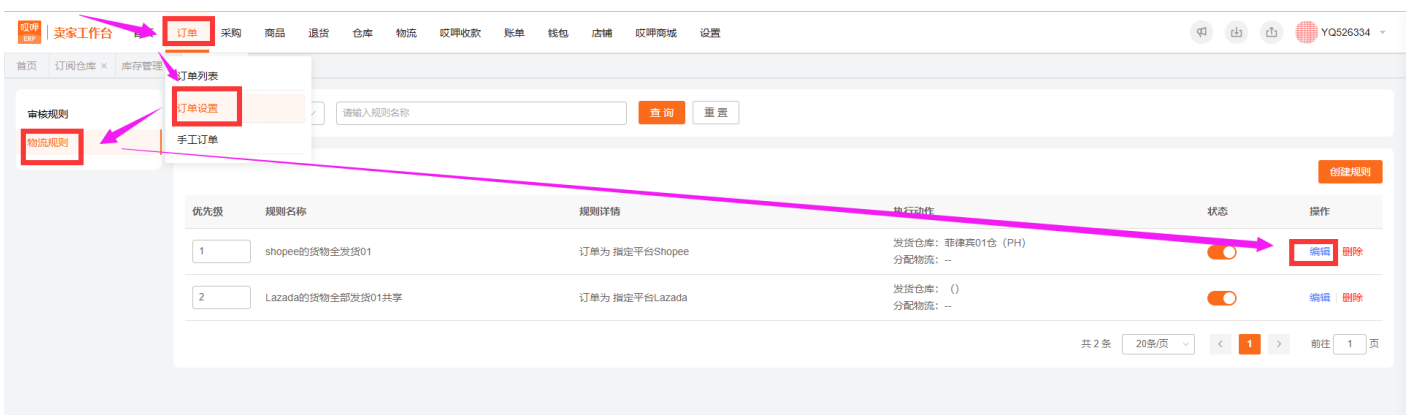 哎呷 ERP 卖家工作台 首页 订单 采购 商品 退货 仓库 物流 哎呷收款 账单 钱包 店铺 哎呷商城 设置 YQ526334
首页 订阅仓库 × 库存管理
订单列表
订单设置
手工订单
审核规则
物流规则
请输入规则名称 查询 重置
创建规则
优先级 规则名称 规则详情 执行动作 状态 操作
1 shopee的货物全发货01 订单为 指定平台Shopee 发货仓库：菲律宾01仓（PH） 编辑 删除
分配物流：--
2 Lazada的货物全部发货01共享 订单为 指定平台Lazada 发货仓库：（） 编辑 删除
分配物流：--
共 2 条 20条/页 < 1 > 前往 1 页